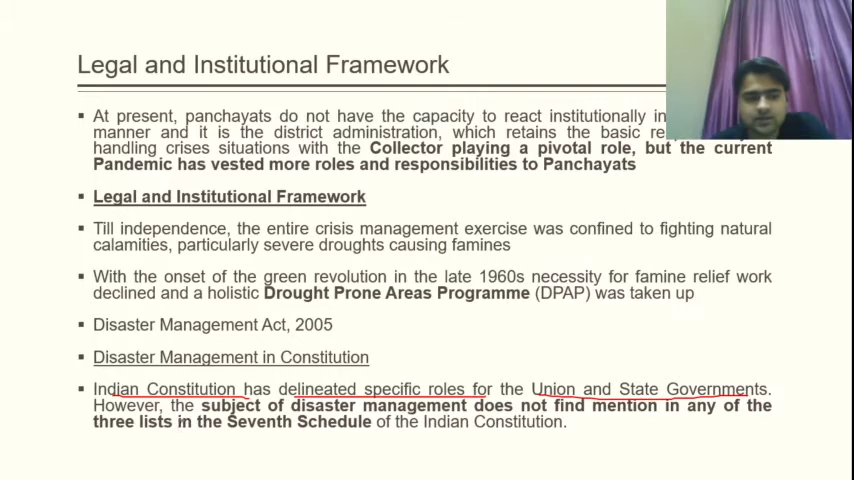 Legal and Institutional Framework
At present, panchayats do not have the capacity to react institutionally in
manner and it is the district administration, which retains the basic
handling crises situations with the Collector playing a pivotal role, but the current
Pandemic has vested more roles and responsibilities to Panchayats
Legal and Institutional Framework
Till independence, the entire crisis management exercise was confined to fighting natural
calamities, particularly severe droughts causing famines
With the onset of the green revolution in the late 1960s necessity for famine relief work
declined and a holistic Drought Prone Areas Programme (DPAP) was taken up
Disaster Management Act, 2005
Disaster Management in Constitution
Indian Constitution has delineated specific roles for the Union and State Governments.
However, the subject of disaster management does not find mention in any of the
three lists in the Seventh Schedule of the Indian Constitution.